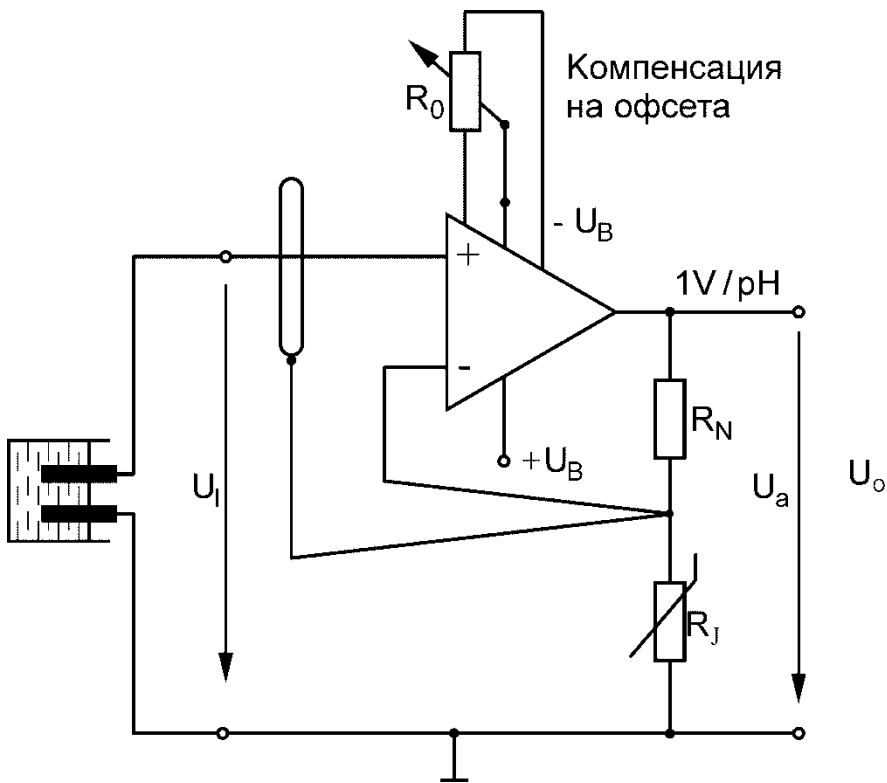 Компенсация
на офсета
R0
- UB
+
1V/pH
-
RN
+UB
UI
Ua
Uo
RJ